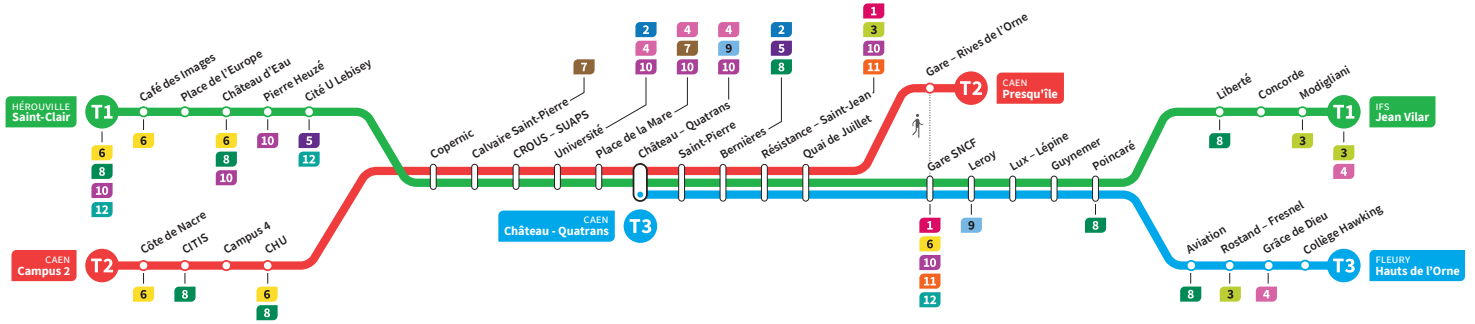 HÉROUVILLE
Saint-Clair
T1
6
8
10
12
Café des Images
6
Place de l'Europe
Château d'Eau
6
8
10
Pierre Heuzé
10
Cité U Lebisey
5
12
CAEN
Campus 2
T2
Côte de Nacre
6
CITIS
8
Campus 4
CHU
6
8
Copernic
Calvaire Saint-Pierre
7
CROUS – SUAPS
Université
2
4
10
Place de la Mare
4
7
10
Château – Quatrans
4
9
10
CAEN
Château - Quatrans
T3
Saint-Pierre
Bernières
2
5
8
Résistance – Saint-Jean
1
3
10
11
Quai de Juillet
Gare – Rives de l'Orne
T2
CAEN
Presqu'île
Gare SNCF
1
6
10
11
12
Leroy
9
Lux – Lépine
Guynemer
Poincaré
8
Liberté
8
Concorde
Modigliani
3
T1
3
4
IFS
Jean Vilar
Aviation
8
Rostand – Fresnel
3
Grâce de Dieu
4
Collège Hawking
T3
FLEURY
Hauts de l'Orne